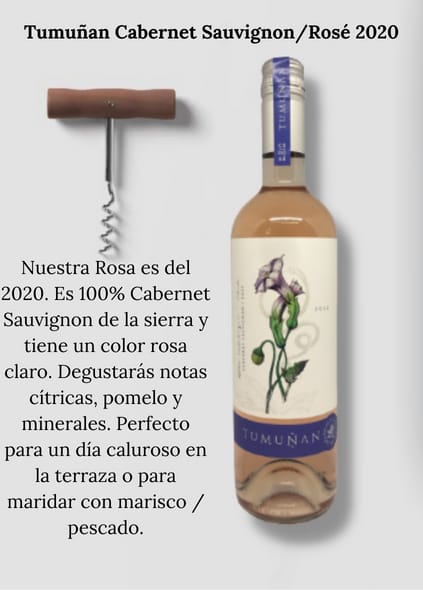 Tumuñan Cabernet Sauvignon/Rosé 2020
TUMUÑAN
Nuestra Rosa es del
2020. Es 100% Cabernet
Sauvignon de la sierra y
tiene un color rosa
claro. Degustarás notas
cítricas, pomelo y
minerales. Perfecto
para un día caluroso en
la terraza o para
maridar con marisco /
pescado.
TUMUÑAN